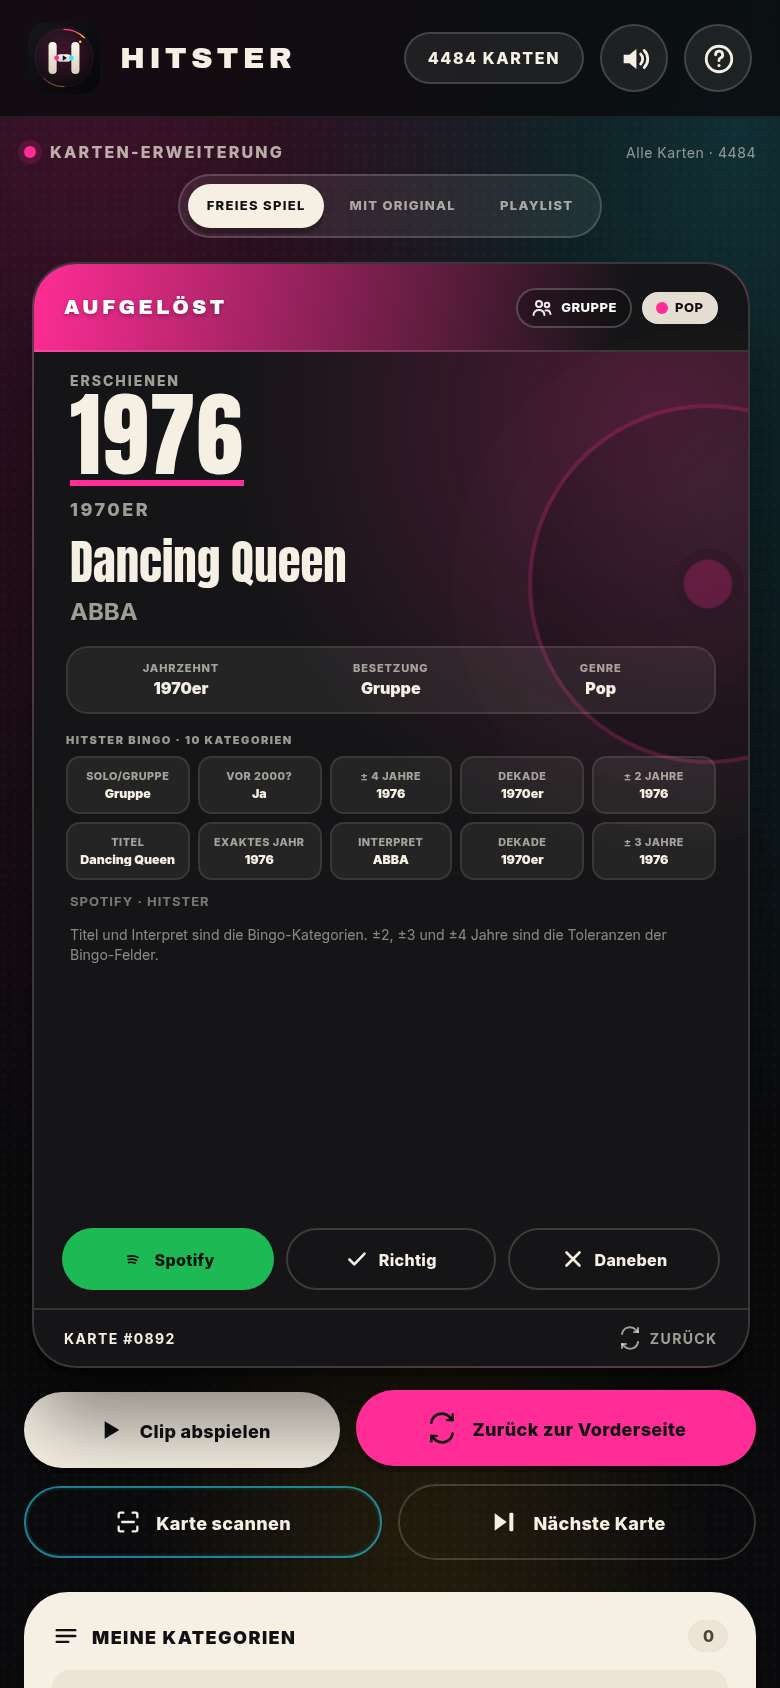 H
HITSTER
4484 KARTEN
KARTEN-ERWEITERUNG
Alle Karten · 4484
FREIES SPIEL
MIT ORIGINAL
PLAYLIST
AUFGELÖST
GRUPPE
POP
ERSCHIENEN
1976
1970ER
Dancing Queen
ABBA
JAHRZEHNT
BESETZUNG
GENRE
1970er
Gruppe
Pop
HITSTER BINGO · 10 KATEGORIEN
SOLO/GRUPPE
Gruppe
VOR 2000?
Ja
± 4 JAHRE
1976
DEKADE
1970er
± 2 JAHRE
1976
TITEL
Dancing Queen
EXAKTES JAHR
1976
INTERPRET
ABBA
DEKADE
1970er
± 3 JAHRE
1976
SPOTIFY · HITSTER
Titel und Interpret sind die Bingo-Kategorien. ±2, ±3 und ±4 Jahre sind die Toleranzen der
Bingo-Felder.
Spotify
Richtig
Daneben
KARTE #0892
ZURÜCK
Clip abspielen
Zurück zur Vorderseite
Karte scannen
Nächste Karte
MEINE KATEGORIEN
0